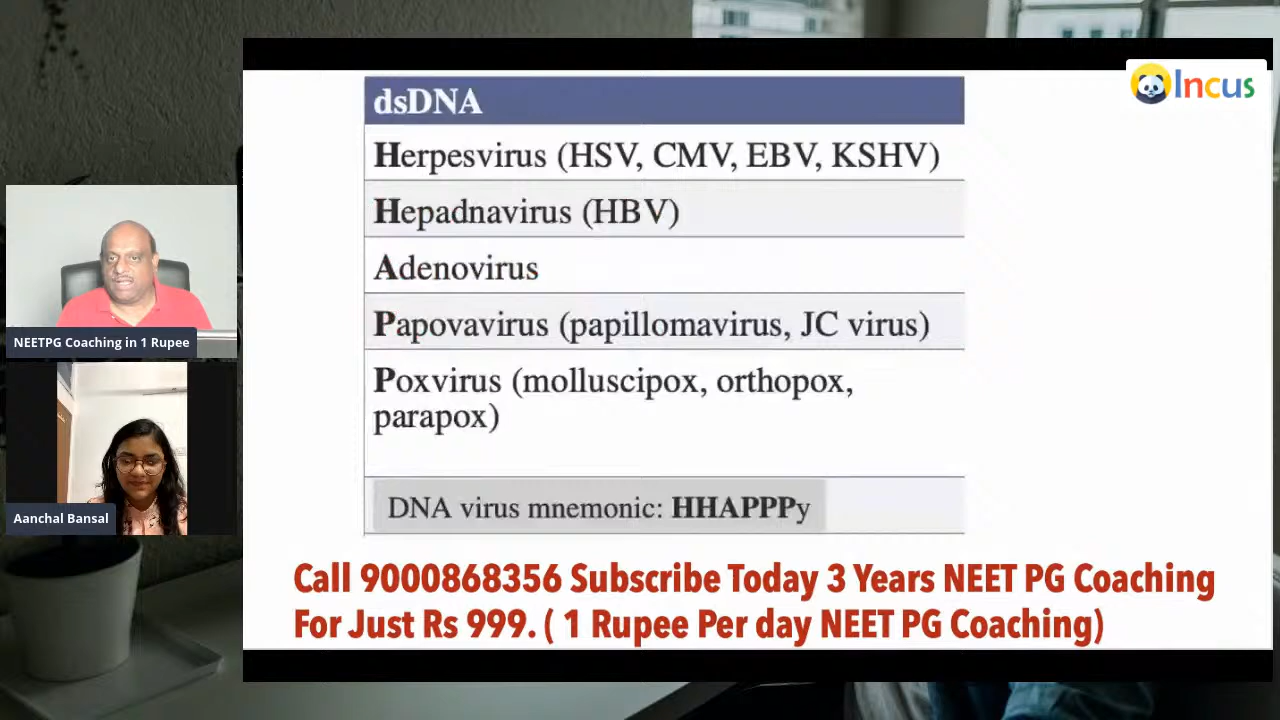 Incus
dsDNA
Herpesvirus (HSV, CMV, EBV, KSHV)
Hepadnavirus (HBV)
Adenovirus
Papovavirus (papillomavirus, JC virus)
Poxvirus (molluscipox, orthopox,
parapox)
DNA virus mnemonic: HHAPPPy
Call 9000868356 Subscribe Today 3 Years NEET PG Coaching
For Just Rs 999. ( 1 Rupee Per day NEET PG Coaching)
NEETPG Coaching in 1 Rupee
Aanchal Bansal